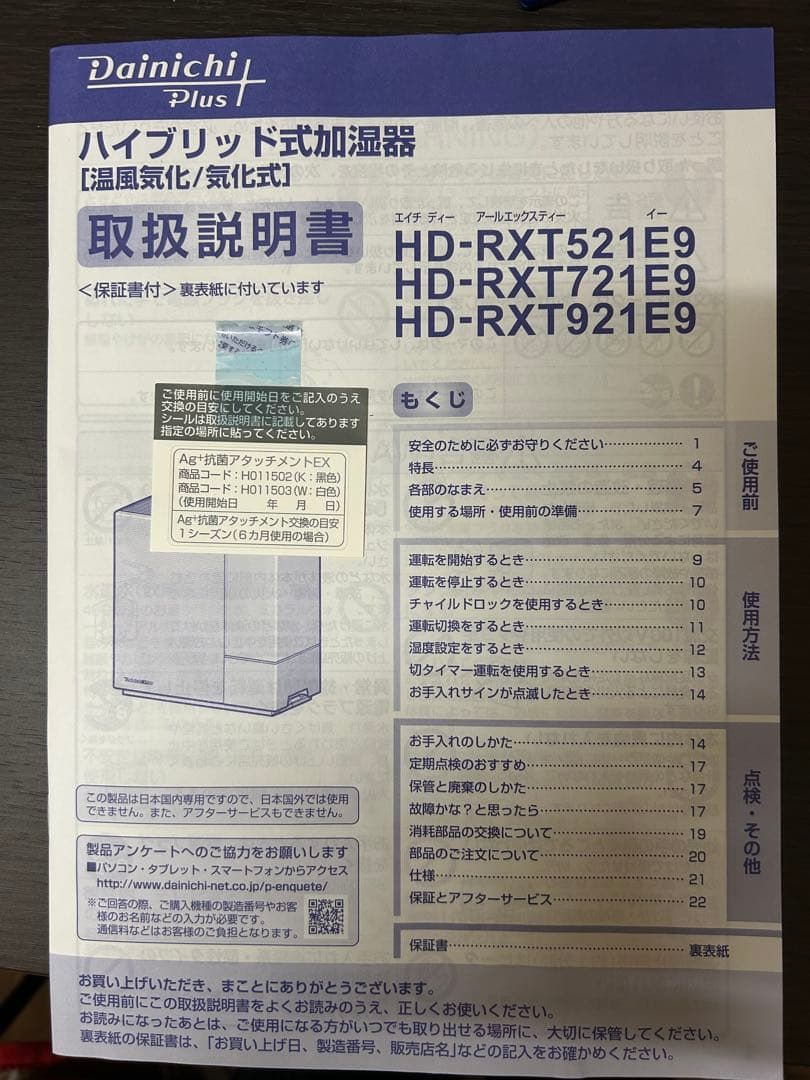 Dainichi
Plus
ハイブリッド式加湿器
[温風気化/気化式]
取扱説明書
<保証書付>裏表紙に付いています
エイチ ディー アールエックスティー イー
HD-RXT521E9
HD-RXT721E9
HD-RXT921E9
ご使用前に使用開始日をご記入のうえ
交換の目安にしてください。
シールは取扱説明書に記載してあります
指定の場所に貼ってください。
Ag+抗菌アタッチメントEX
商品コード：H011502（K：黒色）
商品コード：H011503（W：白色）
（使用開始日 年 月 日）
Ag+抗菌アタッチメント交換の目安
1シーズン（6カ月使用の場合）
もくじ
安全のために必ずお守りください……………… 1
特長……………………………………………… 4
各部のなまえ…………………………………… 5
使用する場所・使用前の準備………………… 7
ご使用前
運転を開始するとき…………………………… 9
運転を停止するとき…………………………… 10
チャイルドロックを使用するとき…………… 10
運転切換をするとき…………………………… 11
湿度設定をするとき…………………………… 12
切タイマー運転を使用するとき……………… 13
お手入れサインが点滅したとき……………… 14
使用方法
お手入れのしかた……………………………… 14
定期点検のおすすめ…………………………… 17
保管と廃棄のしかた…………………………… 17
故障かな？と思ったら………………………… 17
消耗部品の交換について……………………… 19
部品のご注文について………………………… 20
仕様……………………………………………… 21
保証とアフターサービス……………………… 22
点検・その他
保証書…………………………………………… 裏表紙
この製品は日本国内専用ですので、日本国外では使用
できません。また、アフターサービスもできません。
製品アンケートへのご協力をお願いします
■パソコン・タブレット・スマートフォンからアクセス
http://www.dainichi-net.co.jp/p-enquete/
※ご回答の際、ご購入機種の製造番号やお客
様のお名前などの入力が必要です。
通信料などはお客様のご負担となります。
お買い上げいただき、まことにありがとうございます。
ご使用前にこの取扱説明書をよくお読みのうえ、正しくお使いください。
お読みになったあとは、ご使用になる方がいつでも取り出せる場所に、大切に保管してください。
裏表紙の保証書は、「お買い上げ日、製造番号、販売店名」などの記入をお確かめください。